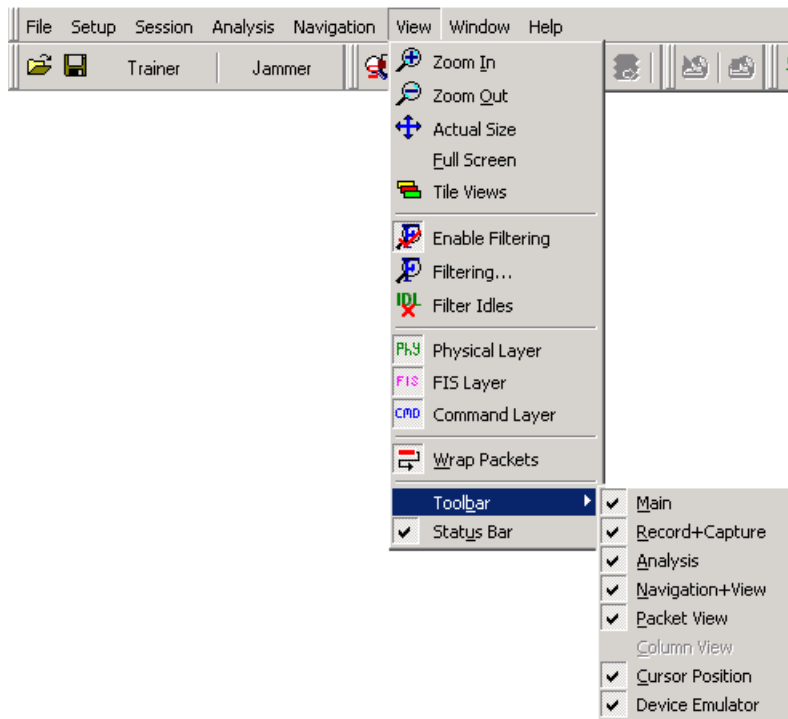 File Setup Session Analysis Navigation View Window Help
Trainer Jammer
Zoom In
Zoom Out
Actual Size
Full Screen
Tile Views
Enable Filtering
Filtering...
IDL Filter Idles
Phy Physical Layer
FIS FIS Layer
CMD Command Layer
Wrap Packets
Toolbar
Status Bar
Main
Record+Capture
Analysis
Navigation+View
Packet View
Column View
Cursor Position
Device Emulator